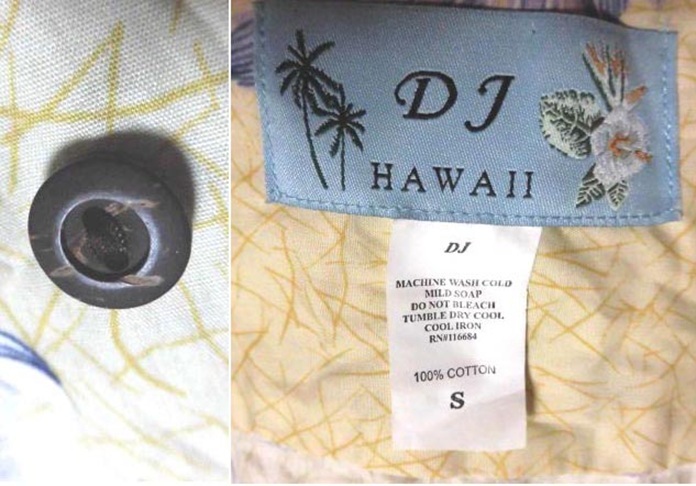 DJ
HAWAII
DJ
MACHINE WASH COLD
MILD SOAP
DO NOT BLEACH
TUMBLE DRY COOL
COOL IRON
RN#116684
100% COTTON
S